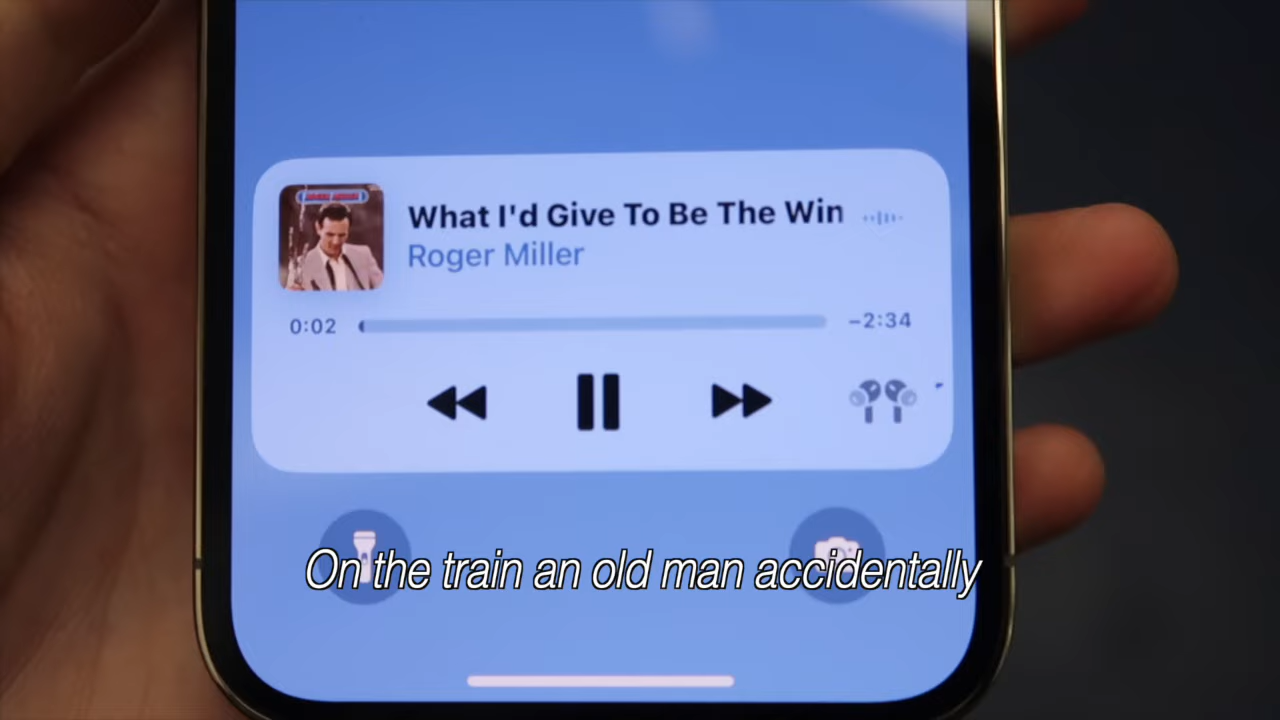 What I'd Give To Be The Win
Roger Miller
0:02
-2:34
On the train an old man accidentally